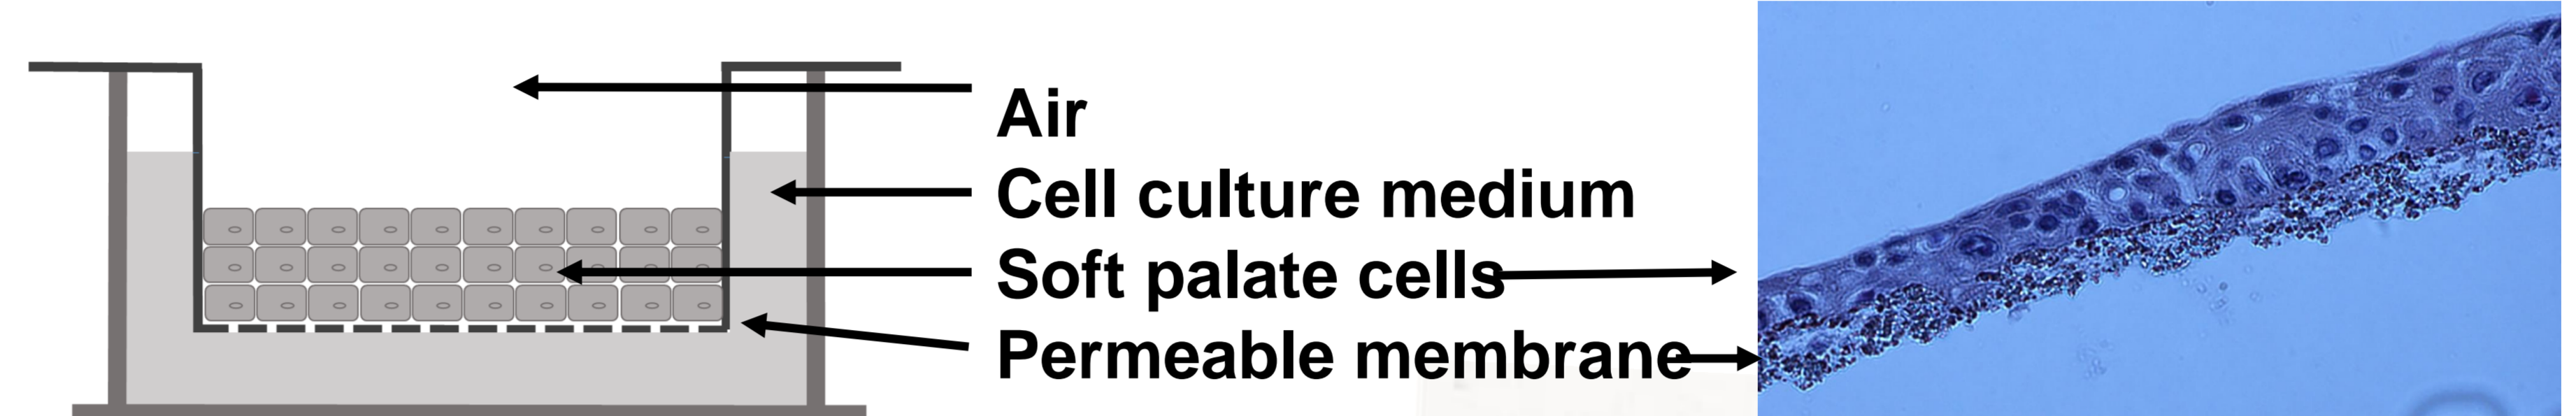 Air
Cell culture medium
Soft palate cells
Permeable membrane